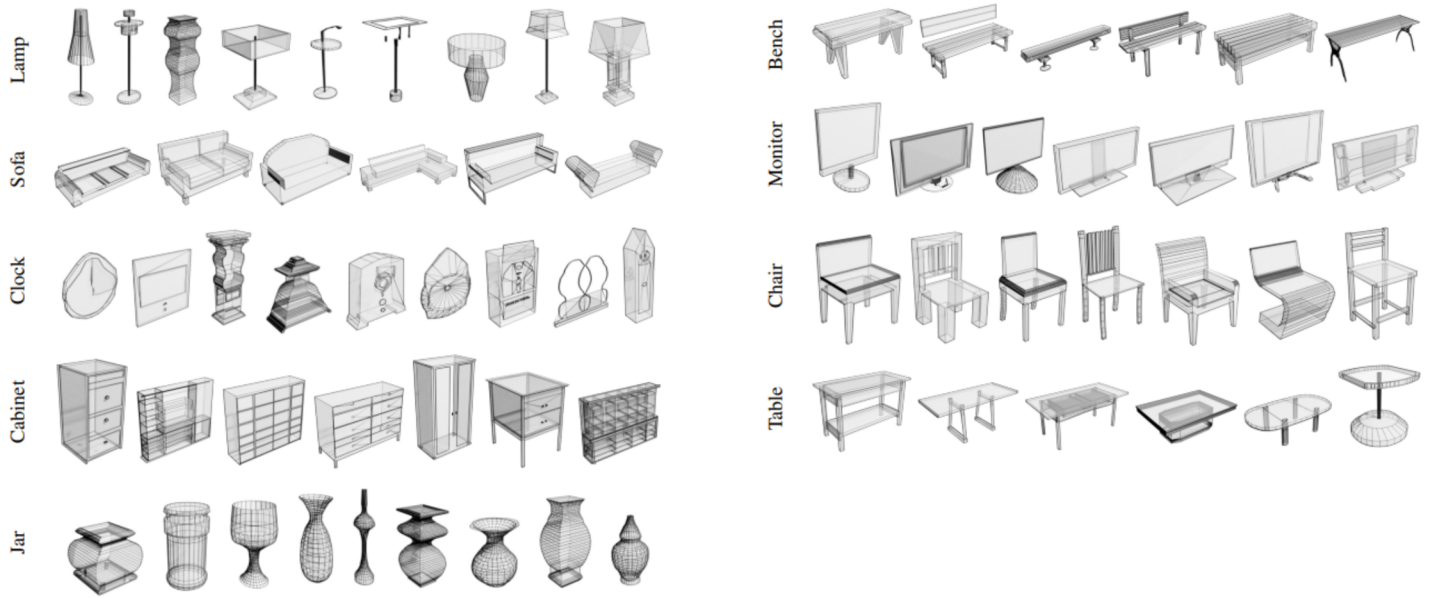 Lamp
Sofa
Clock
Cabinet
Jar
Bench
Monitor
Chair
Table